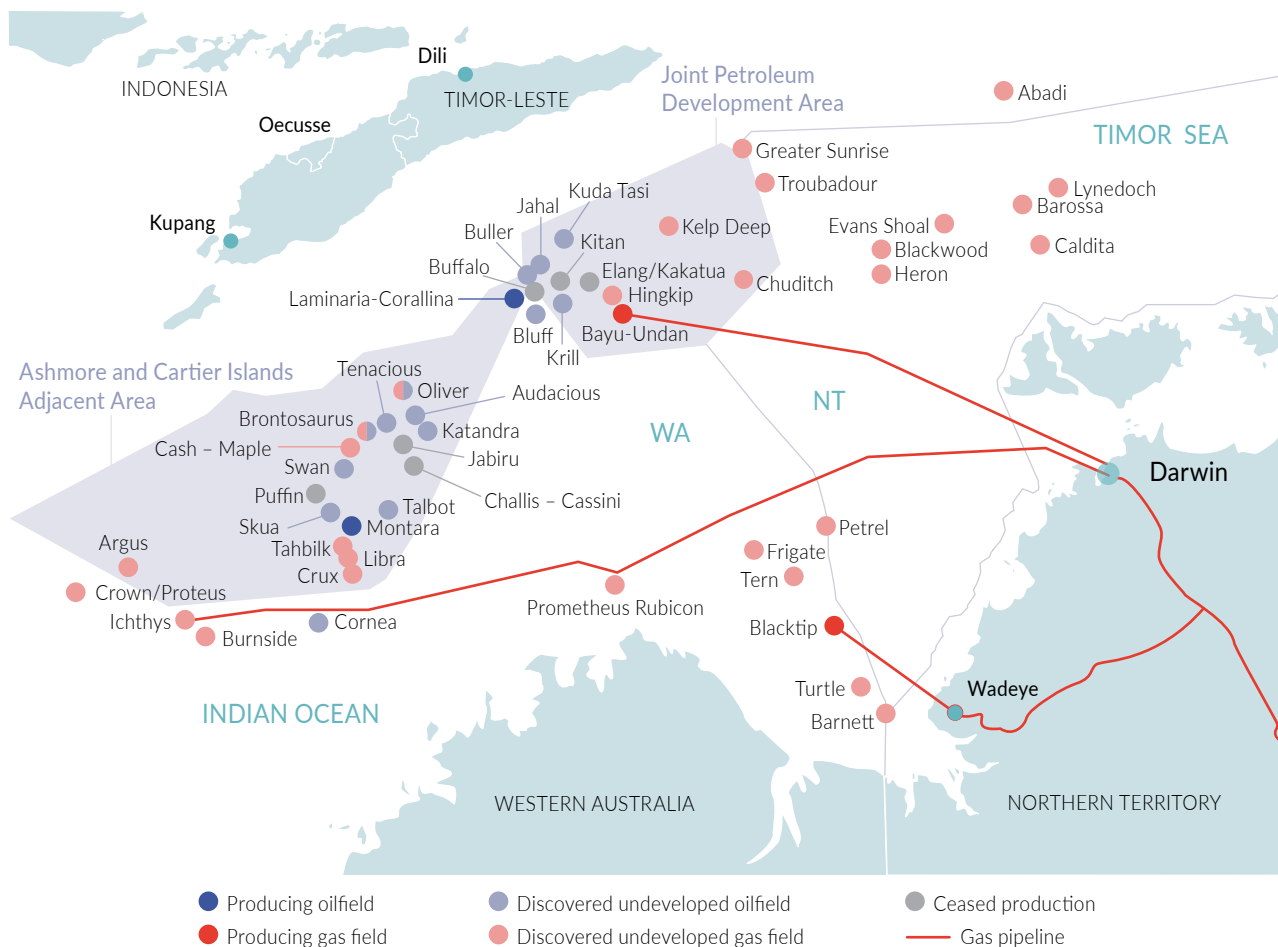 Dili
INDONESIA
TIMOR-LESTE
Joint Petroleum
Development Area
Abadi
Oecusse
TIMOR SEA
Greater Sunrise
Troubadour
Kuda Tasi
Lynedoch
Jahal
Barossa
Kupang
Buller
Kelp Deep
Evans Shoal
Kitan
Blackwood
Caldita
Buffalo
Elang/Kakatua
Heron
Chuditch
Laminaria-Corallina
Hingkip
Bluff
Bayu-Undan
Krill
Ashmore and Cartier Islands
Adjacent Area
Tenacious
Oliver
Audacious
NT
Brontosaurus
Katandra
WA
Cash – Maple
Jabiru
Swan
Darwin
Puffin
Challis – Cassini
Talbot
Skua
Montara
Petrel
Argus
Tahbilk
Libra
Frigate
Crux
Tern
Crown/Proteus
Prometheus Rubicon
Ichthys
Cornea
Blacktip
Burnside
Turtle
Wadeye
INDIAN OCEAN
Barnett
WESTERN AUSTRALIA
NORTHERN TERRITORY
Producing oilfield
Discovered undeveloped oilfield
Ceased production
Producing gas field
Discovered undeveloped gas field
Gas pipeline